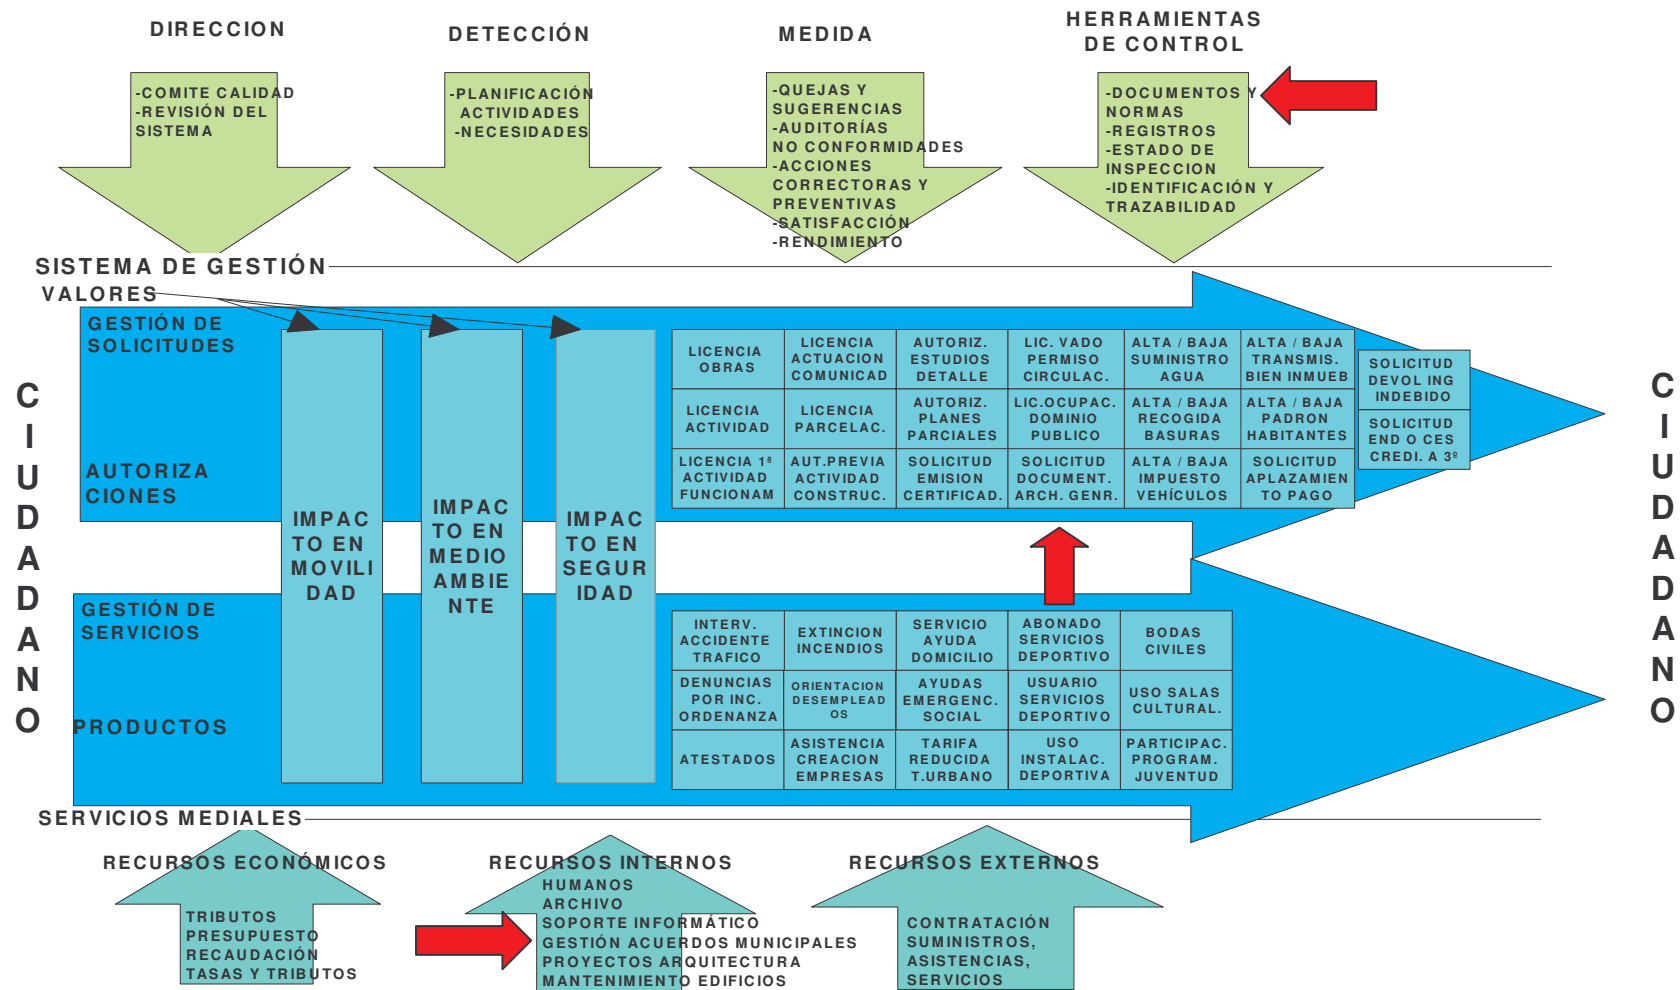 DIRECCION
DETECCIÓN
MEDIDA
HERRAMIENTAS
DE CONTROL
-COMITE CALIDAD
-REVISIÓN DEL
SISTEMA
-PLANIFICACIÓN
ACTIVIDADES
-NECESIDADES
-QUEJAS Y
SUGERENCIAS
-AUDITORÍAS
NO CONFORMIDADES
-ACCIONES
CORRECTORAS Y
PREVENTIVAS
-SATISFACCIÓN
-RENDIMIENTO
-DOCUMENTOS Y
NORMAS
-REGISTROS
-ESTADO DE
INSPECCION
-IDENTIFICACIÓN Y
TRAZABILIDAD
SISTEMA DE GESTIÓN
VALORES
CIUDADANO
GESTIÓN DE
SOLICITUDES
AUTORIZA
CIONES
IMPAC
TO EN
MOVILI
DAD
IMPAC
TO EN
MEDIO
AMBIE
NTE
IMPAC
TO EN
SEGUR
IDAD
LICENCIA
OBRAS
LICENCIA
ACTUACION
COMUNICAD
AUTORIZ.
ESTUDIOS
DETALLE
LIC. VADO
PERMISO
CIRCULAC.
ALTA / BAJA
SUMINISTRO
AGUA
ALTA / BAJA
TRANSMIS.
BIEN INMUEB
SOLICITUD
DEVOL ING
INDEBIDO
LICENCIA
ACTIVIDAD
LICENCIA
PARCELAC.
AUTORIZ.
PLANES
PARCIALES
LIC.OCUPAC.
DOMINIO
PUBLICO
ALTA / BAJA
RECOGIDA
BASURAS
ALTA / BAJA
PADRON
HABITANTES
SOLICITUD
END O CES
CREDI. A 3º
LICENCIA 1ª
ACTIVIDAD
FUNCIONAM
AUT.PREVIA
ACTIVIDAD
CONSTRUC.
SOLICITUD
EMISION
CERTIFICAD.
SOLICITUD
DOCUMENT.
ARCH. GENR.
ALTA / BAJA
IMPUESTO
VEHÍCULOS
SOLICITUD
APLAZAMIEN
TO PAGO
CIUDADANO
GESTIÓN DE
SERVICIOS
PRODUCTOS
INTERV.
ACCIDENTE
TRAFICO
EXTINCION
INCENDIOS
SERVICIO
AYUDA
DOMICILIO
ABONADO
SERVICIOS
DEPORTIVO
BODAS
CIVILES
DENUNCIAS
POR INC.
ORDENANZA
ORIENTACION
DESEMPLEAD
OS
AYUDAS
EMERGENC.
SOCIAL
USUARIO
SERVICIOS
DEPORTIVO
USO SALAS
CULTURAL.
ATESTADOS
ASISTENCIA
CREACION
EMPRESAS
TARIFA
REDUCIDA
T.URBANO
USO
INSTALAC.
DEPORTIVA
PARTICIPAC.
PROGRAM.
JUVENTUD
SERVICIOS MEDIALES
RECURSOS ECONÓMICOS
TRIBUTOS
PRESUPUESTO
RECAUDACIÓN
TASAS Y TRIBUTOS
RECURSOS INTERNOS
HUMANOS
ARCHIVO
SOPORTE INFORMÁTICO
GESTIÓN ACUERDOS MUNICIPALES
PROYECTOS ARQUITECTURA
MANTENIMIENTO EDIFICIOS
RECURSOS EXTERNOS
CONTRATACIÓN
SUMINISTROS,
ASISTENCIAS,
SERVICIOS